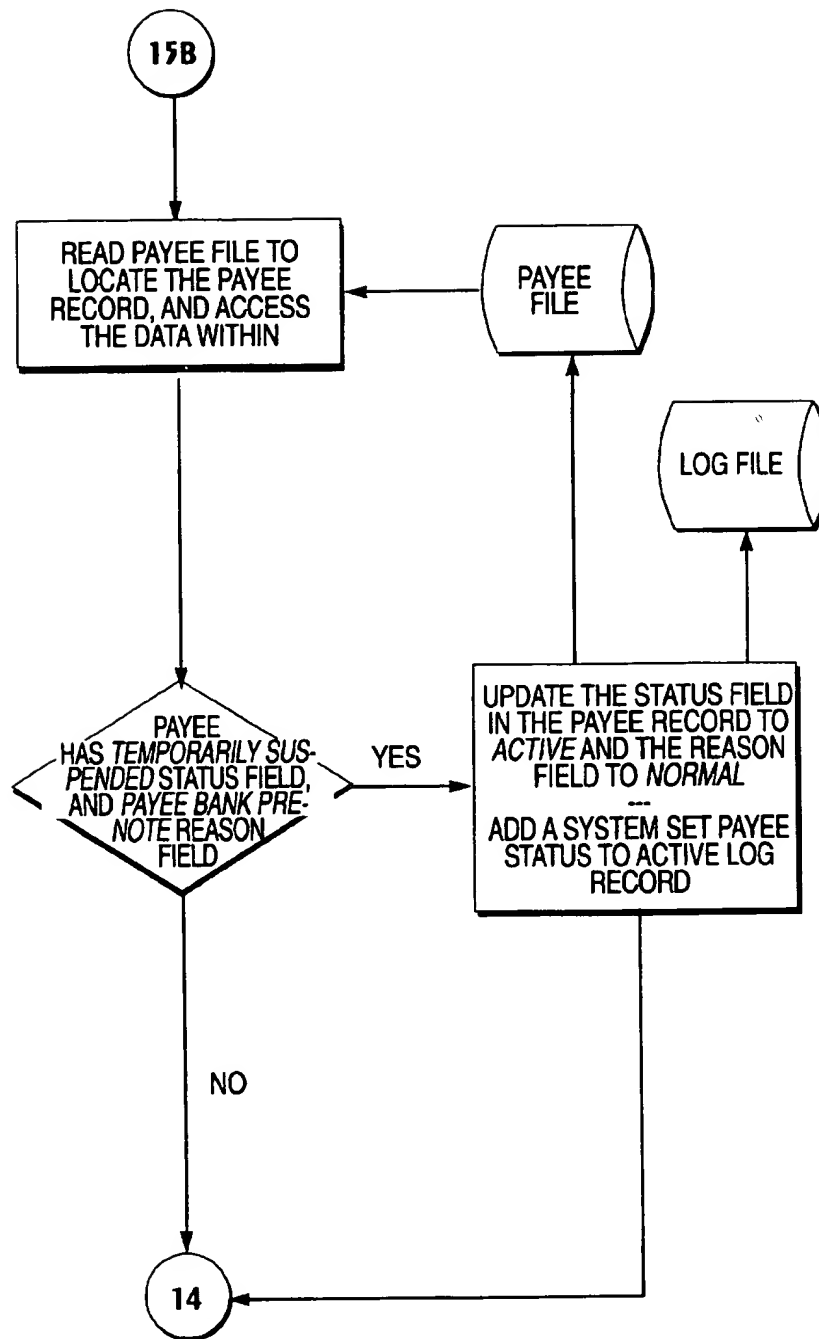 15B
READ PAYEE FILE TO
LOCATE THE PAYEE
RECORD, AND ACCESS
THE DATA WITHIN
PAYEE
FILE
LOG FILE
PAYEE
HAS TEMPORARILY SUS-
PENDED STATUS FIELD,
AND PAYEE BANK PRE-
NOTE REASON
FIELD
YES
UPDATE THE STATUS FIELD
IN THE PAYEE RECORD TO
ACTIVE AND THE REASON
FIELD TO NORMAL
---
ADD A SYSTEM SET PAYEE
STATUS TO ACTIVE LOG
RECORD
NO
14